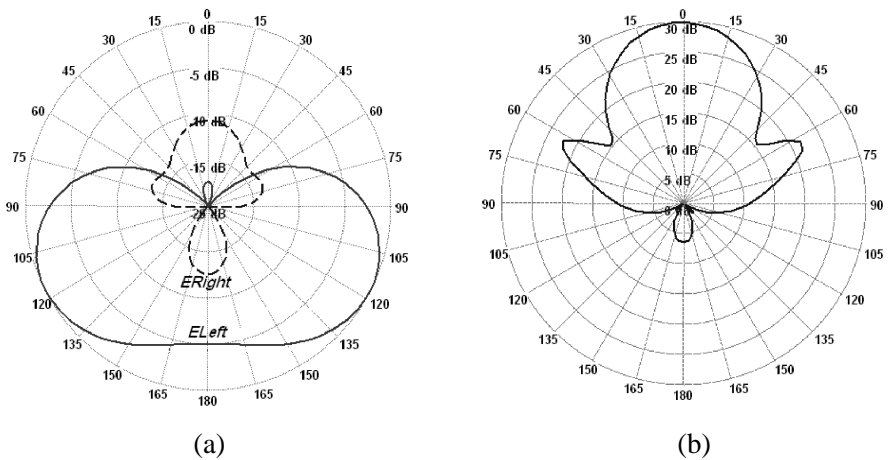 0
15 15
30 30
45 45
60 60
75 75
90 90
105 105
120 120
135 135
150 150
165 165
180
0 dB
-5 dB
-10 dB
-15 dB
ERight
ELeft
(a)
0
15 15
30 30
45 45
60 60
75 75
90 90
105 105
120 120
135 135
150 150
165 165
180
30 dB
25 dB
20 dB
15 dB
10 dB
5 dB
(b)